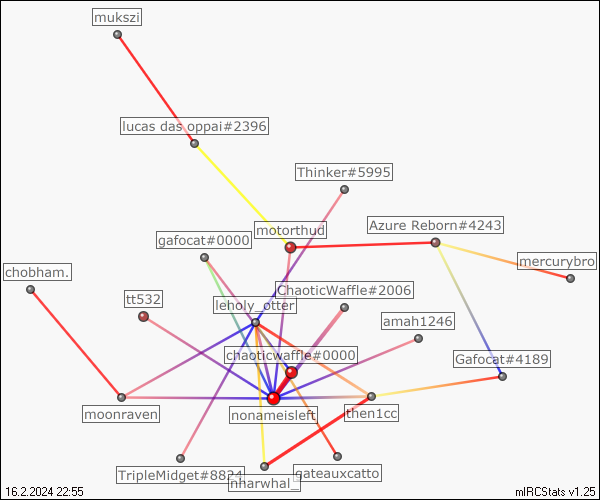 mukszi
lucas das oppai#2396
Thinker#5995
Azure Reborn#4243
motorthud
gafocat#0000
mercurybro
chobham.
ChaoticWaffle#2006
tt532
leholy_otter
amah1246
chaoticwaffle#0000
Gafocat#4189
moonraven
nonameisleft
then1cc
TripleMidget#8824
gateauxcatto
nharwhal_
16.2.2024 22:55
mIRCStats v1.25